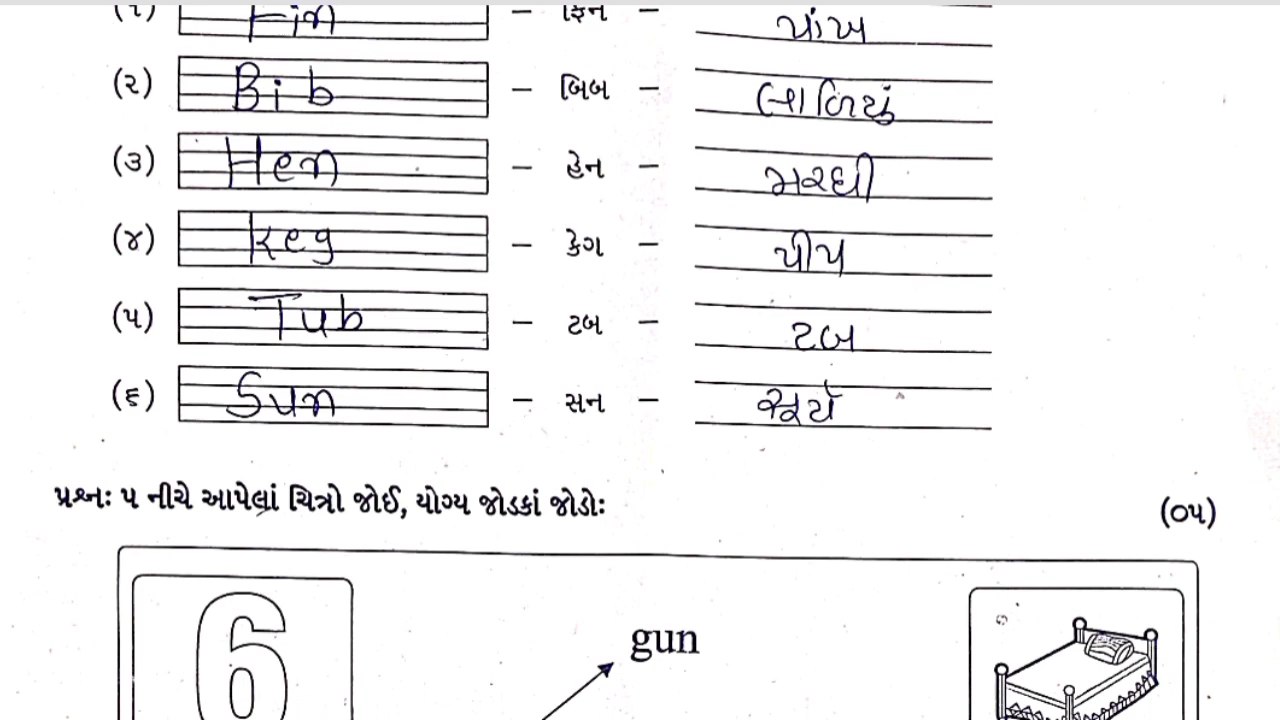 (૧) Fin – ફિન – પાંખ
(૨) Bib – બિબ – લાળિયું
(૩) Hen – હેન – મરઘી
(૪) keg – કેગ – પીપ
(૫) Tub – ટબ – ટબ
(૬) Sun – સન – સૂર્ય
પ્રશ્નઃ ૫ નીચે આપેલાં ચિત્રો જોઈ, યોગ્ય જોડકાં જોડોઃ (૦૫)
6
gun